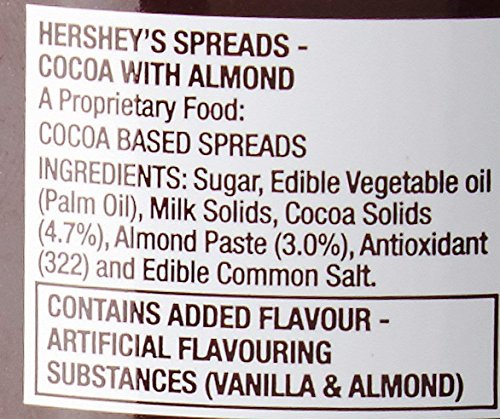 HERSHEY'S SPREADS -
COCOA WITH ALMOND
A Proprietary Food:
COCOA BASED SPREADS
INGREDIENTS: Sugar, Edible Vegetable oil
(Palm Oil), Milk Solids, Cocoa Solids
(4.7%), Almond Paste (3.0%), Antioxidant
(322) and Edible Common Salt.
CONTAINS ADDED FLAVOUR -
ARTIFICIAL FLAVOURING
SUBSTANCES (VANILLA & ALMOND)